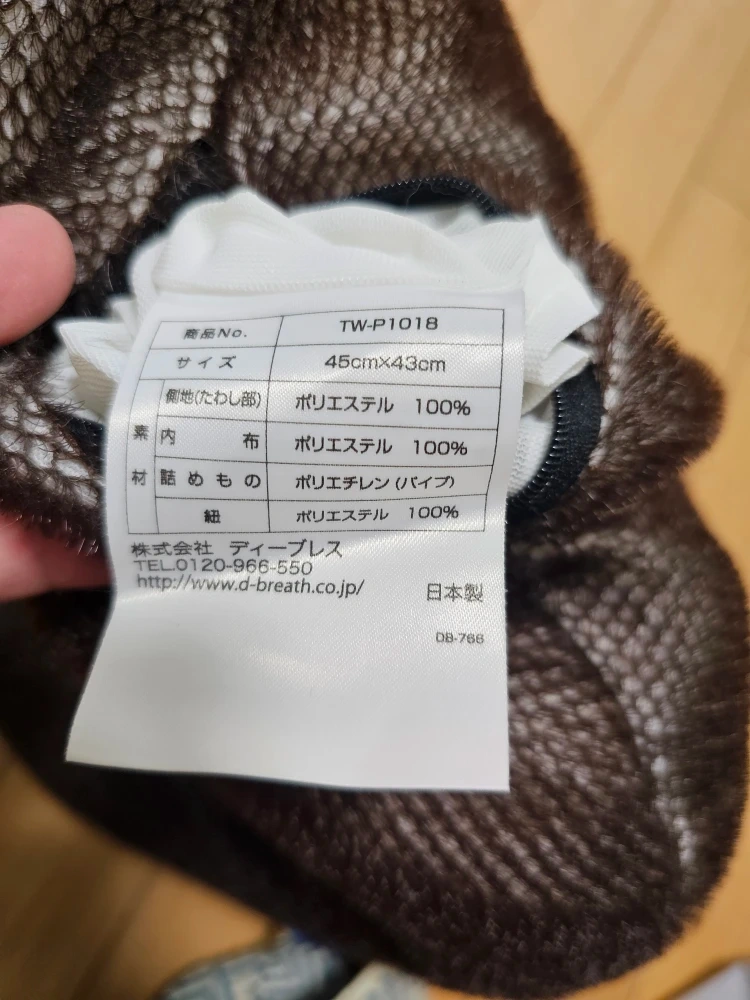 商品No. TW-P1018
サイズ 45cm×43cm
素材 側地(たわし部) ポリエステル 100%
内布 ポリエステル 100%
詰めもの ポリエチレン(パイプ)
紐 ポリエステル 100%
株式会社 ディーブレス
TEL.0120-966-550
http://www.d-breath.co.jp/
日本製
DB-766